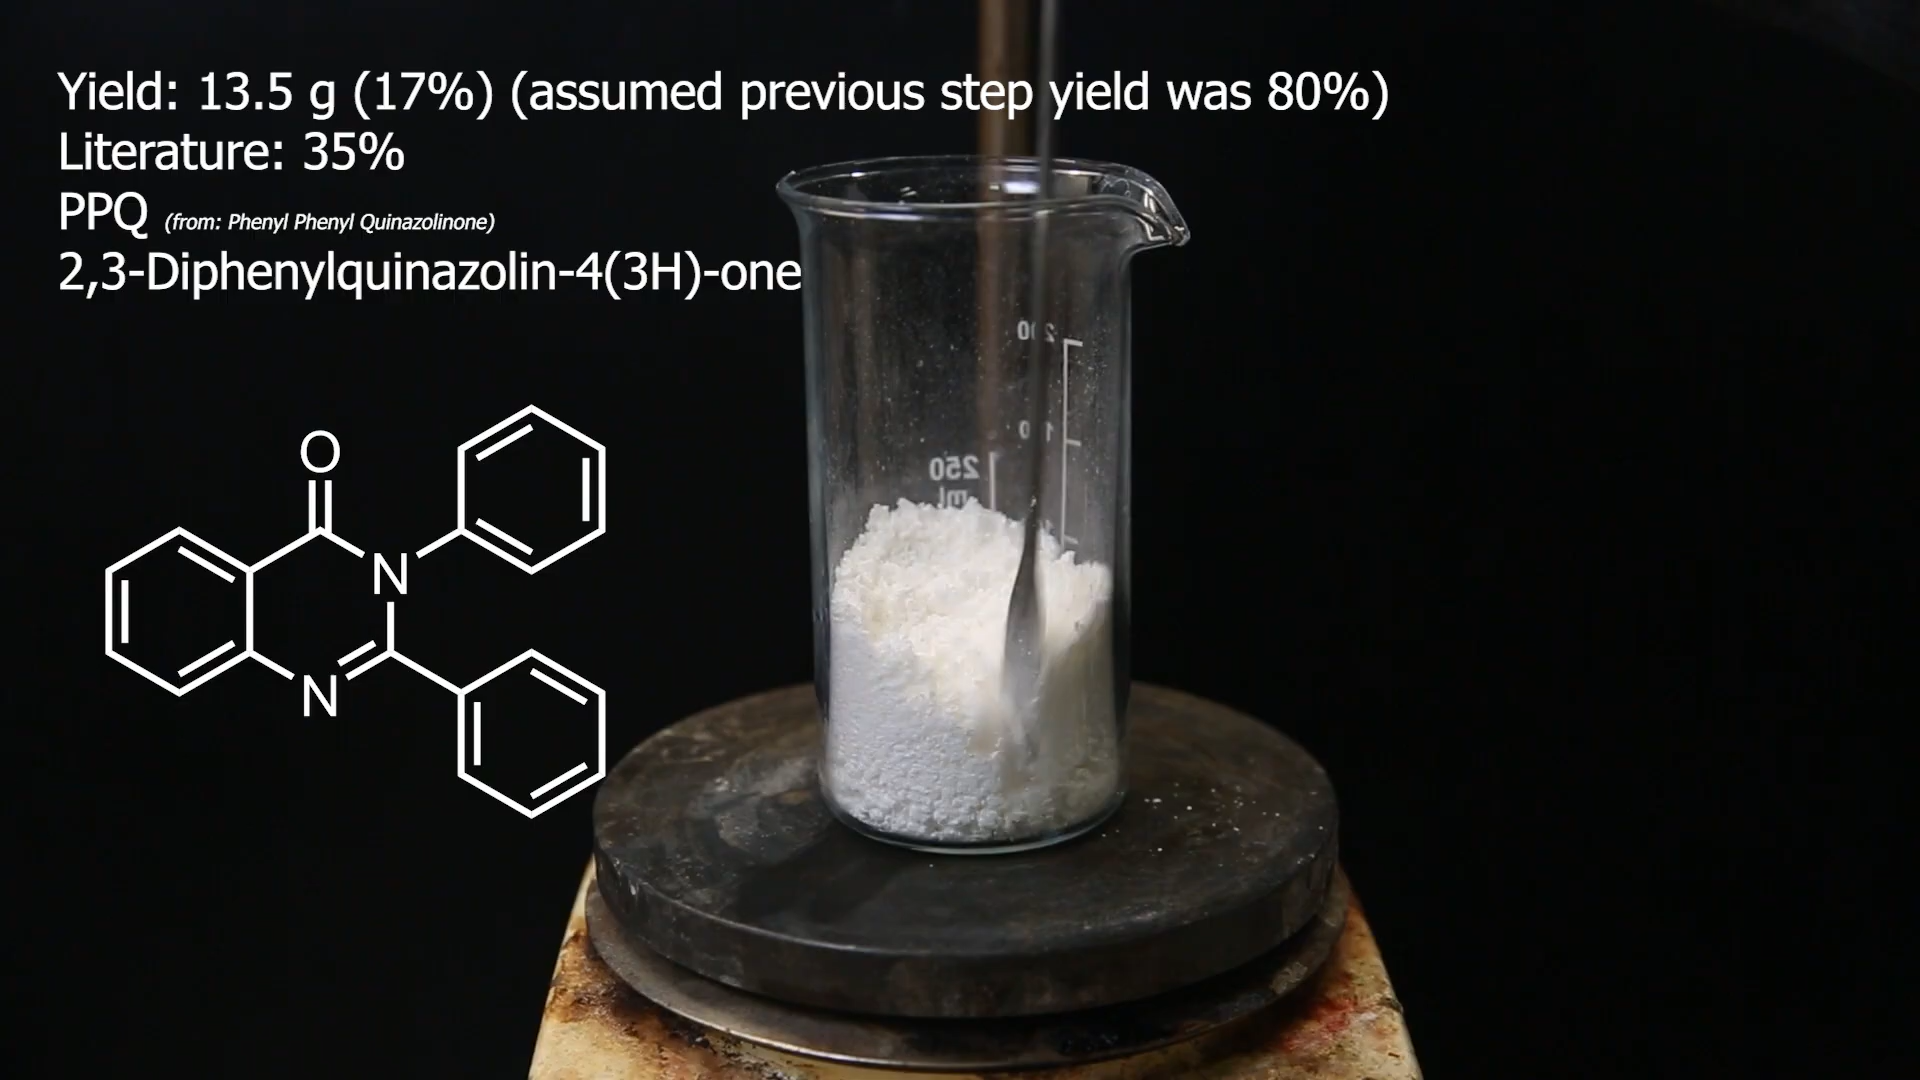 Yield: 13.5 g (17%) (assumed previous step yield was 80%)
Literature: 35%
PPQ (from: Phenyl Phenyl Quinazolinone)
2,3-Diphenylquinazolin-4(3H)-one
O
N
N
250
ml